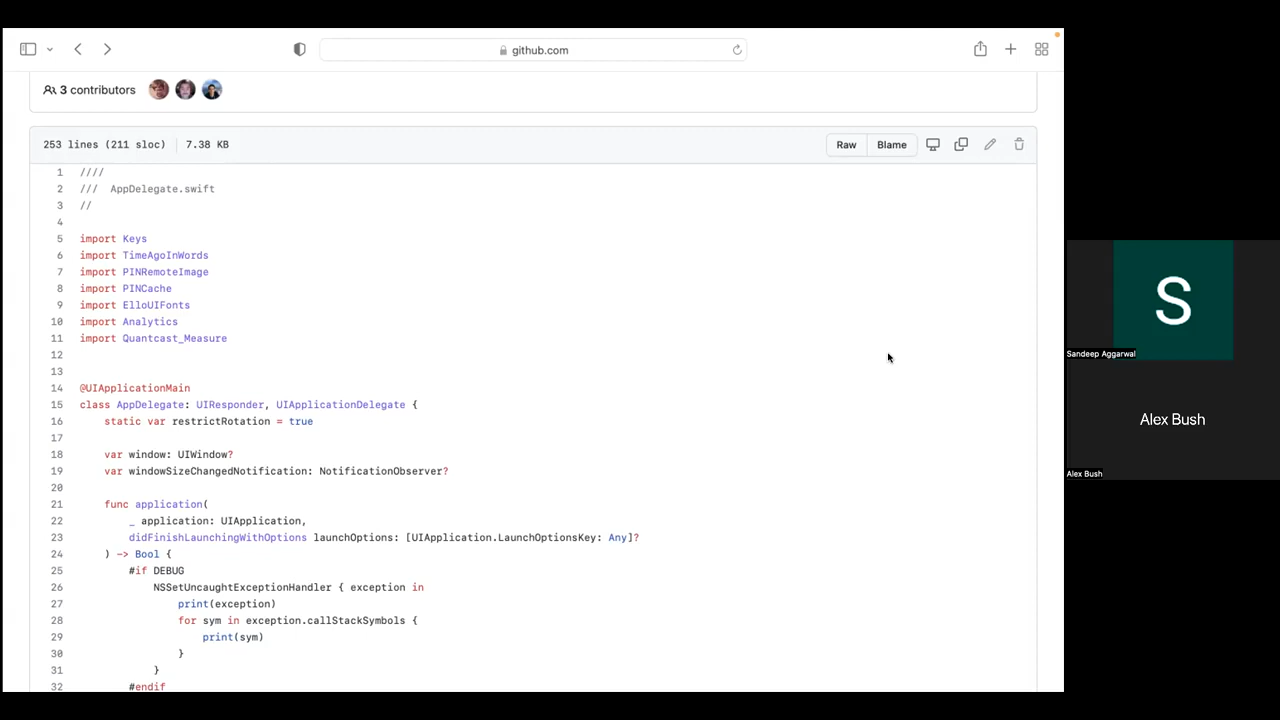 github.com
3 contributors
253 lines (211 sloc) 7.38 KB
Raw Blame
1 ////
2 /// AppDelegate.swift
3 //
4
5 import Keys
6 import TimeAgoInWords
7 import PINRemoteImage
8 import PINCache
9 import ElloUIFonts
10 import Analytics
11 import Quantcast_Measure
12
13
14 @UIApplicationMain
15 class AppDelegate: UIResponder, UIApplicationDelegate {
16 static var restrictRotation = true
17
18 var window: UIWindow?
19 var windowSizeChangedNotification: NotificationObserver?
20
21 func application(
22 _ application: UIApplication,
23 didFinishLaunchingWithOptions launchOptions: [UIApplication.LaunchOptionsKey: Any]?
24 ) -> Bool {
25 #if DEBUG
26 NSSetUncaughtExceptionHandler { exception in
27 print(exception)
28 for sym in exception.callStackSymbols {
29 print(sym)
30 }
31 }
32 #endif
S
Sandeep Aggarwal
Alex Bush
Alex Bush